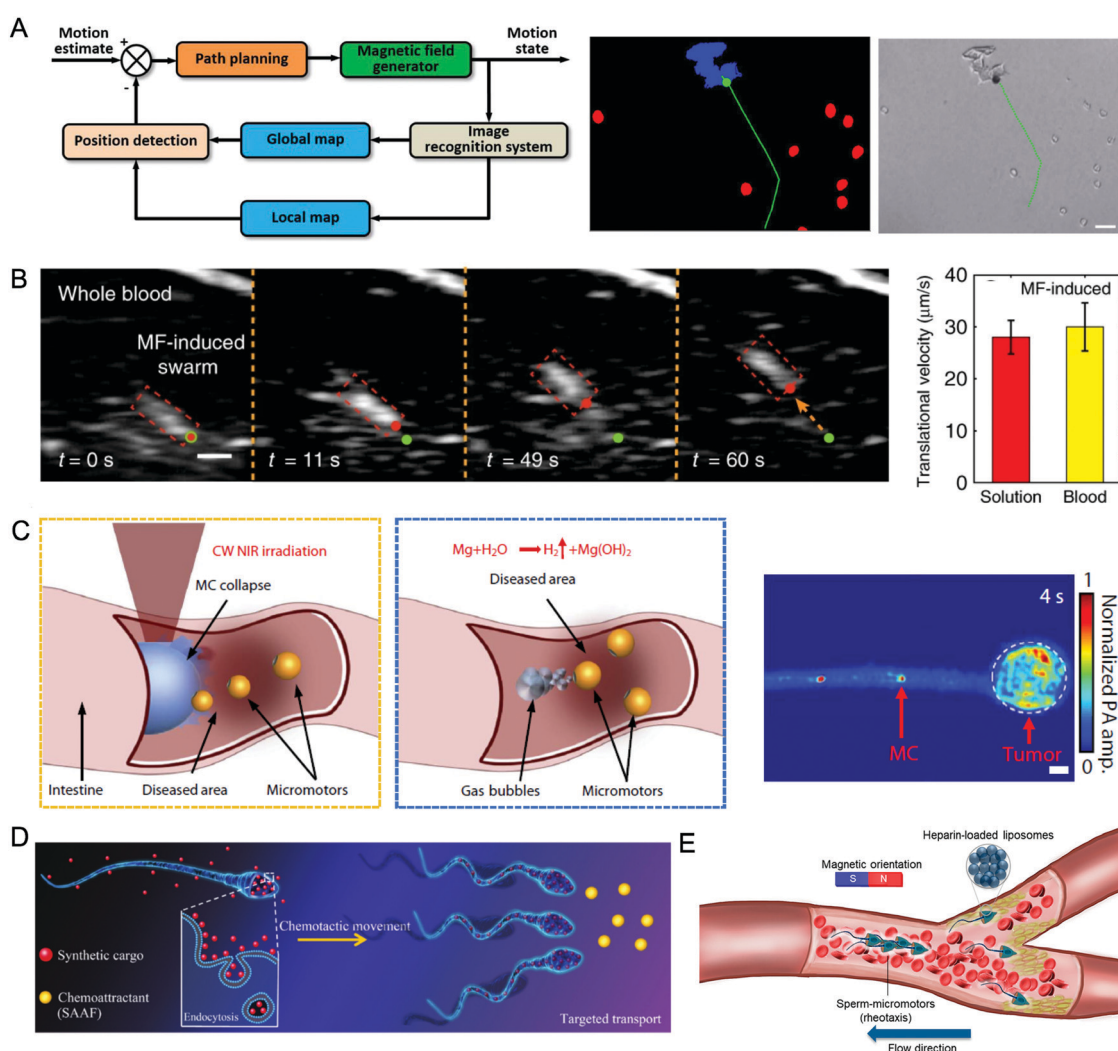 A
Motion
estimate
+
-
Path planning
Magnetic field
generator
Motion
state
Position detection
Global map
Image
recognition system
Local map
B
Whole blood
MF-induced
swarm
t = 0 s
t = 11 s
t = 49 s
t = 60 s
MF-induced
Translational velocity (μm/s)
40
30
20
10
0
Solution
Blood
C
CW NIR irradiation
MC collapse
Intestine
Diseased area
Micromotors
Mg+H₂O → H₂↑ +Mg(OH)₂
Diseased area
Gas bubbles
Micromotors
4 s
MC
Tumor
1
0
Normalized PA amp.
D
Synthetic cargo
Chemoattractant
(SAAF)
Endocytosis
Chemotactic movement
Targeted transport
E
Heparin-loaded liposomes
Magnetic orientation
S
N
Sperm-micromotors
(rheotaxis)
Flow direction